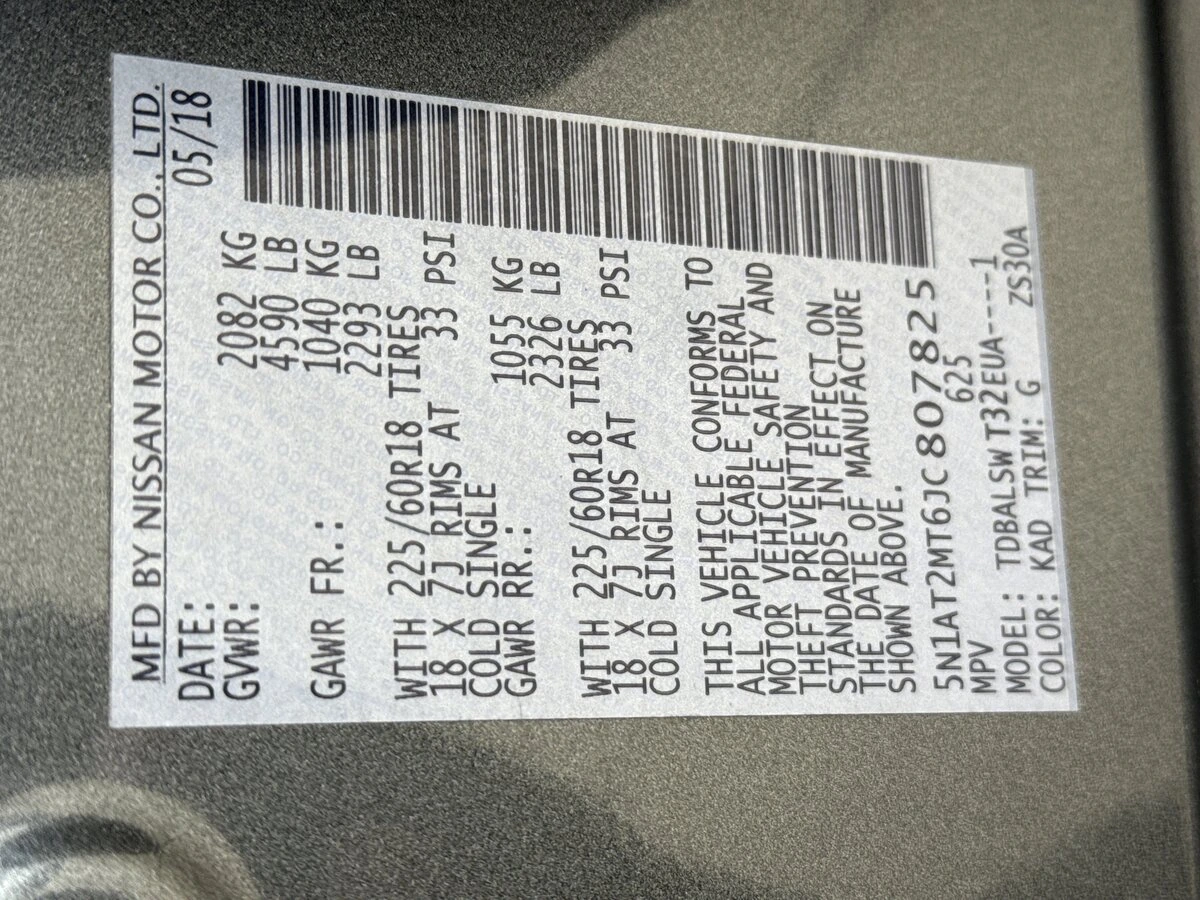 MFD BY NISSAN MOTOR CO., LTD.
DATE: 05/18
GVWR: 2082 KG
4590 LB
GAWR FR.: 1040 KG
2293 LB
WITH 225/60R18 TIRES
18 X 7J RIMS AT 33 PSI
COLD SINGLE
GAWR RR.: 1055 KG
2326 LB
WITH 225/60R18 TIRES
18 X 7J RIMS AT 33 PSI
COLD SINGLE
THIS VEHICLE CONFORMS TO
ALL APPLICABLE FEDERAL
MOTOR VEHICLE SAFETY AND
THEFT PREVENTION
STANDARDS IN EFFECT ON
THE DATE OF MANUFACTURE
SHOWN ABOVE.
5N1AT2MT6JC807825
MPV 625
MODEL: TDBALSW T32EUA----1
COLOR: KAD TRIM: G ZS30A